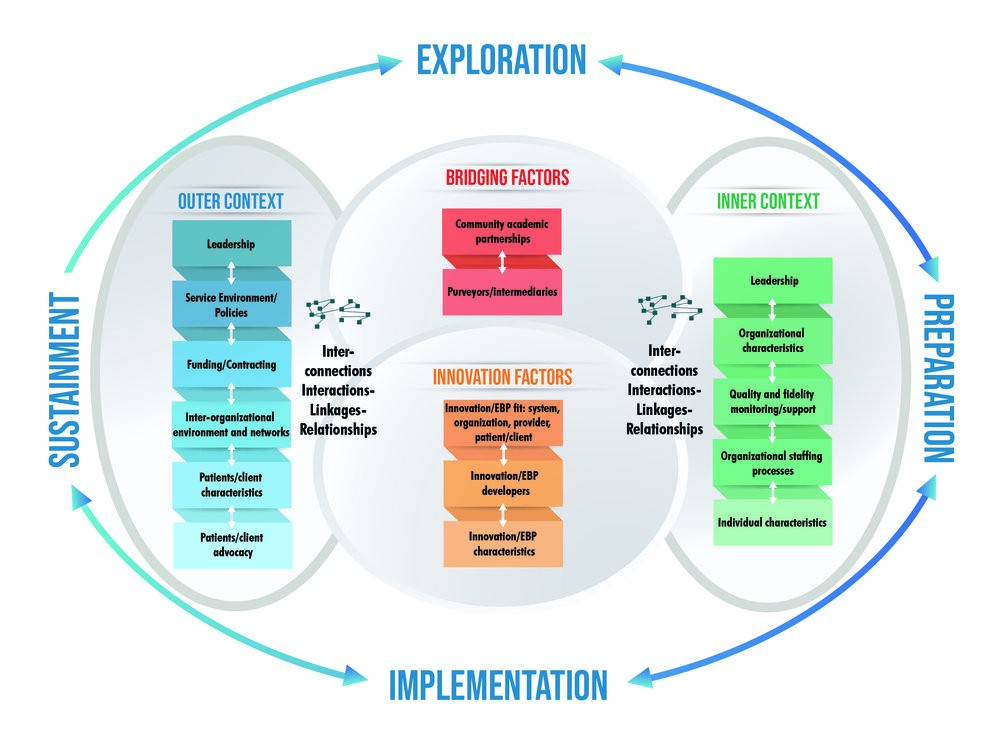 EXPLORATION
OUTER CONTEXT
Leadership
Service Environment/
Policies
Funding/Contracting
Inter-organizational
environment and networks
Patients/client
characteristics
Patients/client
advocacy
Inter-
connections
Interactions-
Linkages-
Relationships
BRIDGING FACTORS
Community academic
partnerships
Purveyors/intermediaries
INNOVATION FACTORS
Innovation/EBP fit: system,
organization, provider,
patient/client
Innovation/EBP
developers
Innovation/EBP
characteristics
Inter-
connections
Interactions-
Linkages-
Relationships
INNER CONTEXT
Leadership
Organizational
characteristics
Quality and fidelity
monitoring/support
Organizational staffing
processes
Individual characteristics
PREPARATION
IMPLEMENTATION
SUSTAINMENT